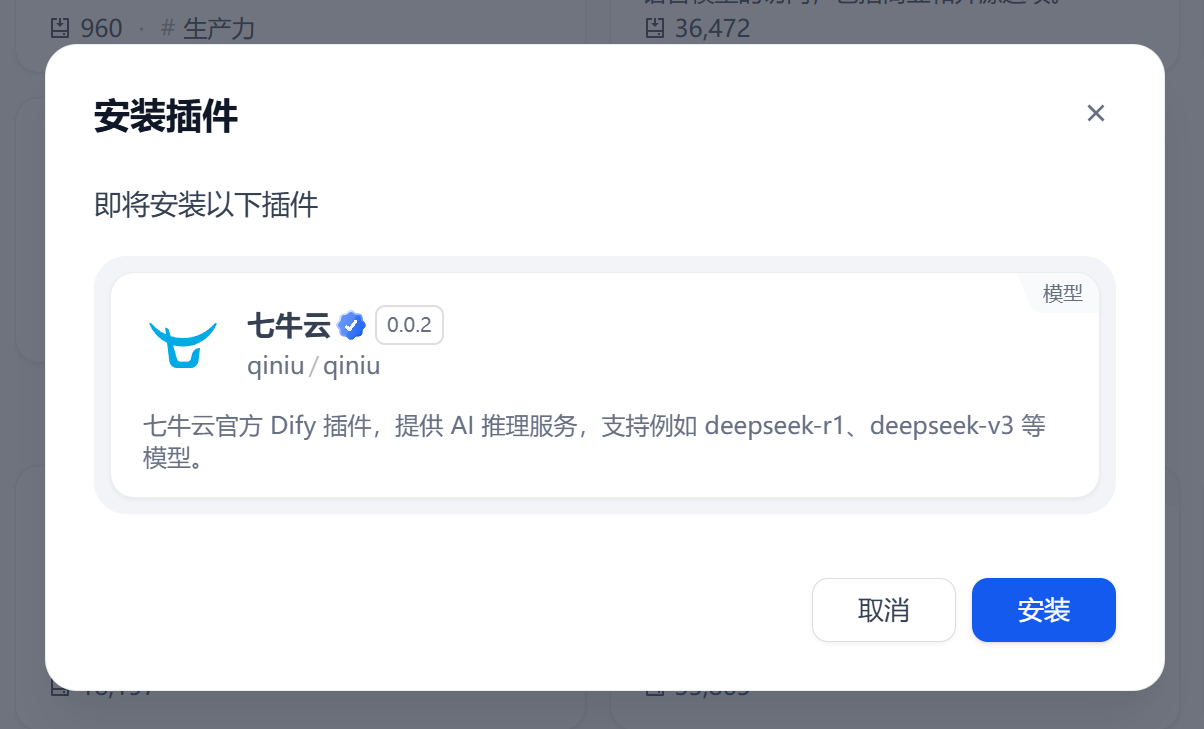 960 · # 生产力
36,472
安装插件
即将安装以下插件
模型
七牛云 0.0.2
qiniu / qiniu
七牛云官方 Dify 插件，提供 AI 推理服务，支持例如 deepseek-r1、deepseek-v3 等
模型。
取消
安装